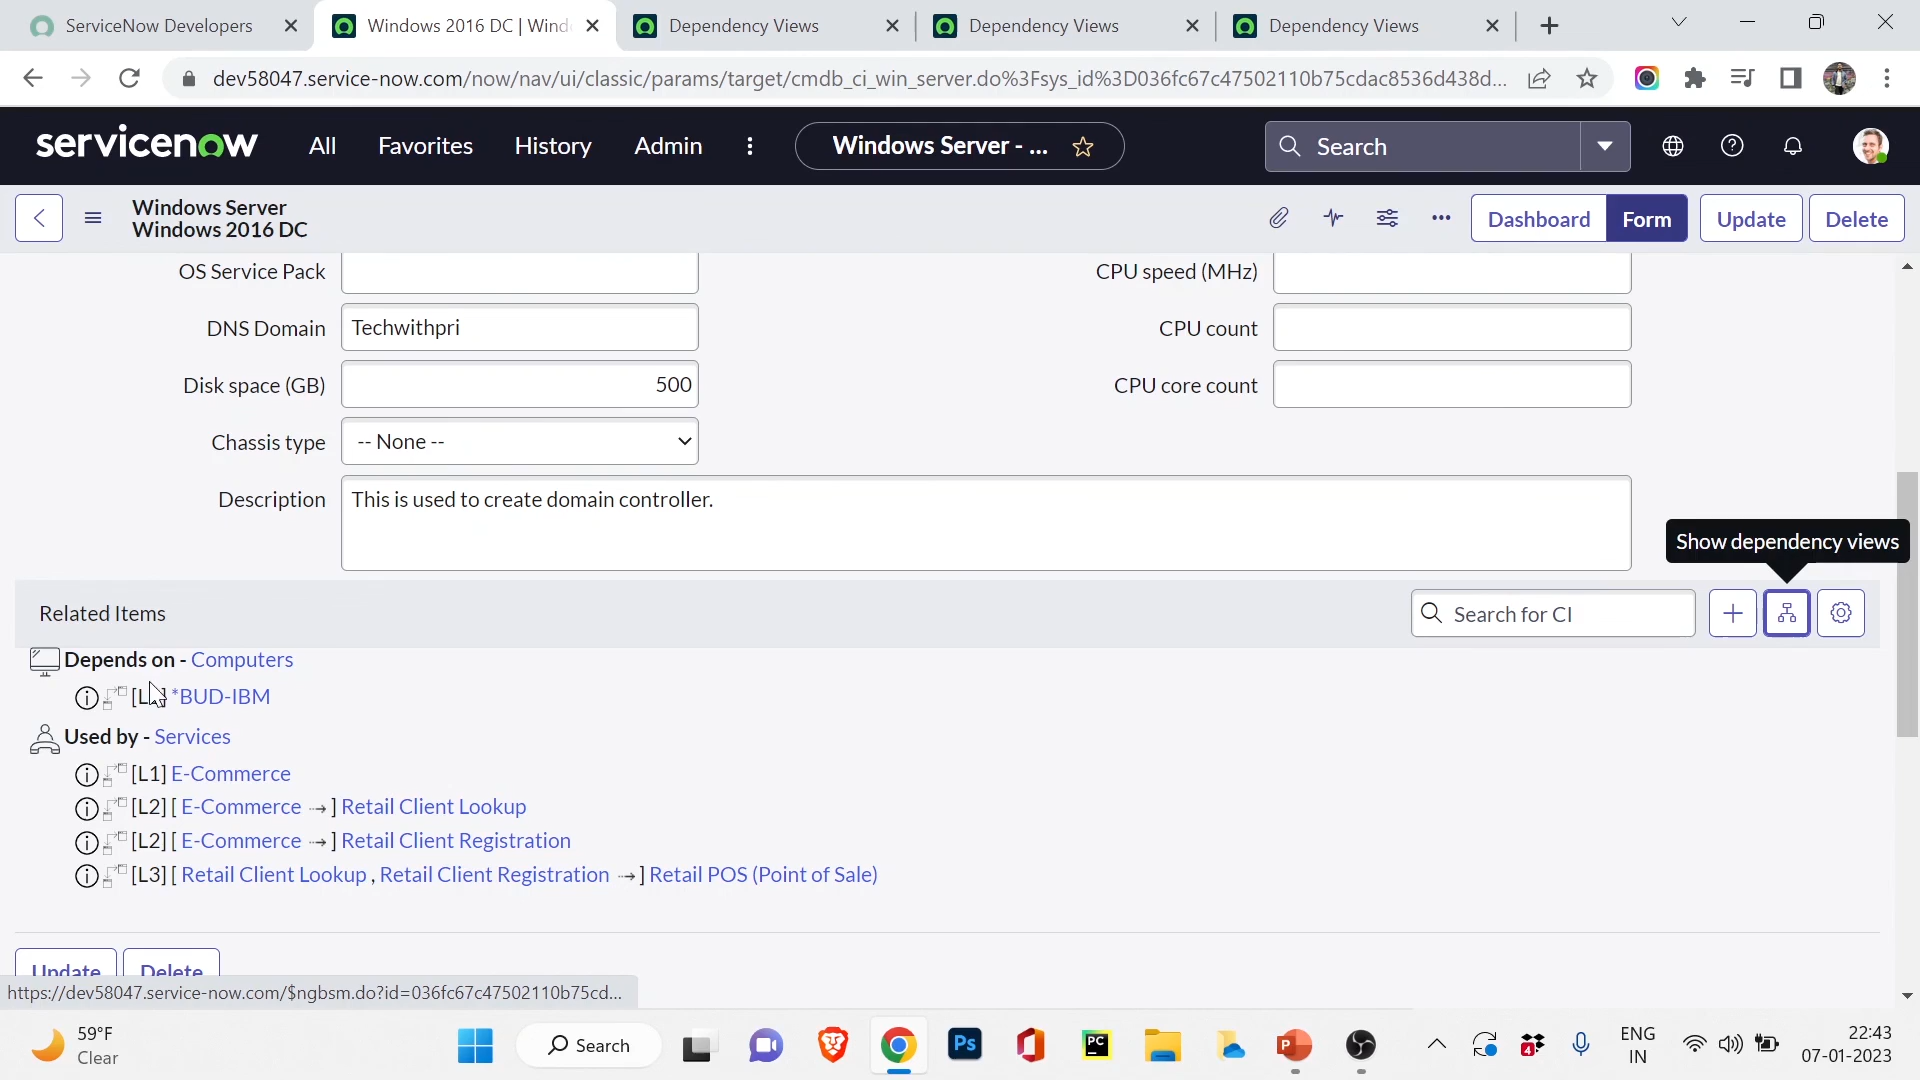 ServiceNow Developers
Windows 2016 DC | Wind
Dependency Views
Dependency Views
Dependency Views
dev58047.service-now.com/now/nav/ui/classic/params/target/cmdb_ci_win_server.do%3Fsys_id%3D036fc67c47502110b75cdac8536d438d...
servicenow
All
Favorites
History
Admin
Windows Server - ...
Search
Windows Server
Windows 2016 DC
Dashboard
Form
Update
Delete
OS Service Pack
CPU speed (MHz)
DNS Domain
Techwithpri
CPU count
Disk space (GB)
500
CPU core count
Chassis type
-- None --
Description
This is used to create domain controller.
Show dependency views
Related Items
Search for CI
Depends on - Computers
*BUD-IBM
Used by - Services
[L1] E-Commerce
[L2] [ E-Commerce → ] Retail Client Lookup
[L2] [ E-Commerce → ] Retail Client Registration
[L3] [ Retail Client Lookup , Retail Client Registration → ] Retail POS (Point of Sale)
Update
Delete
https://dev58047.service-now.com/$ngbsm.do?id=036fc67c47502110b75cd...
59°F
Clear
Search
Ps
PC
4
ENG
IN
22:43
07-01-2023